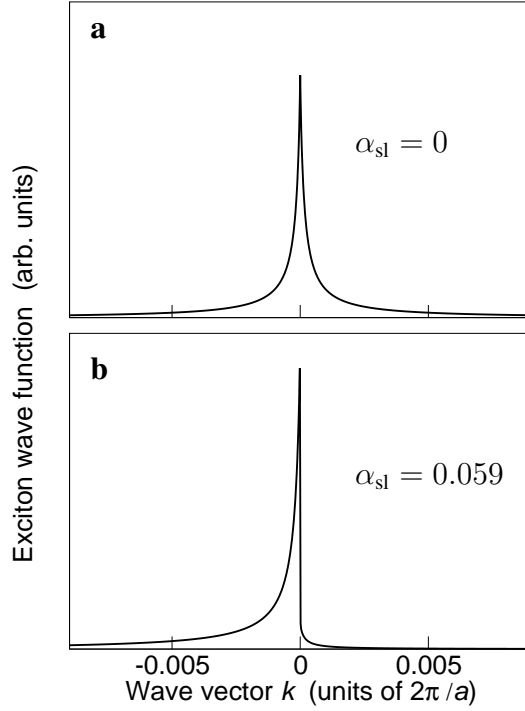 a
α_sl = 0
b
α_sl = 0.059
Exciton wave function (arb. units)
-0.005 0 0.005
Wave vector k (units of 2π/a)